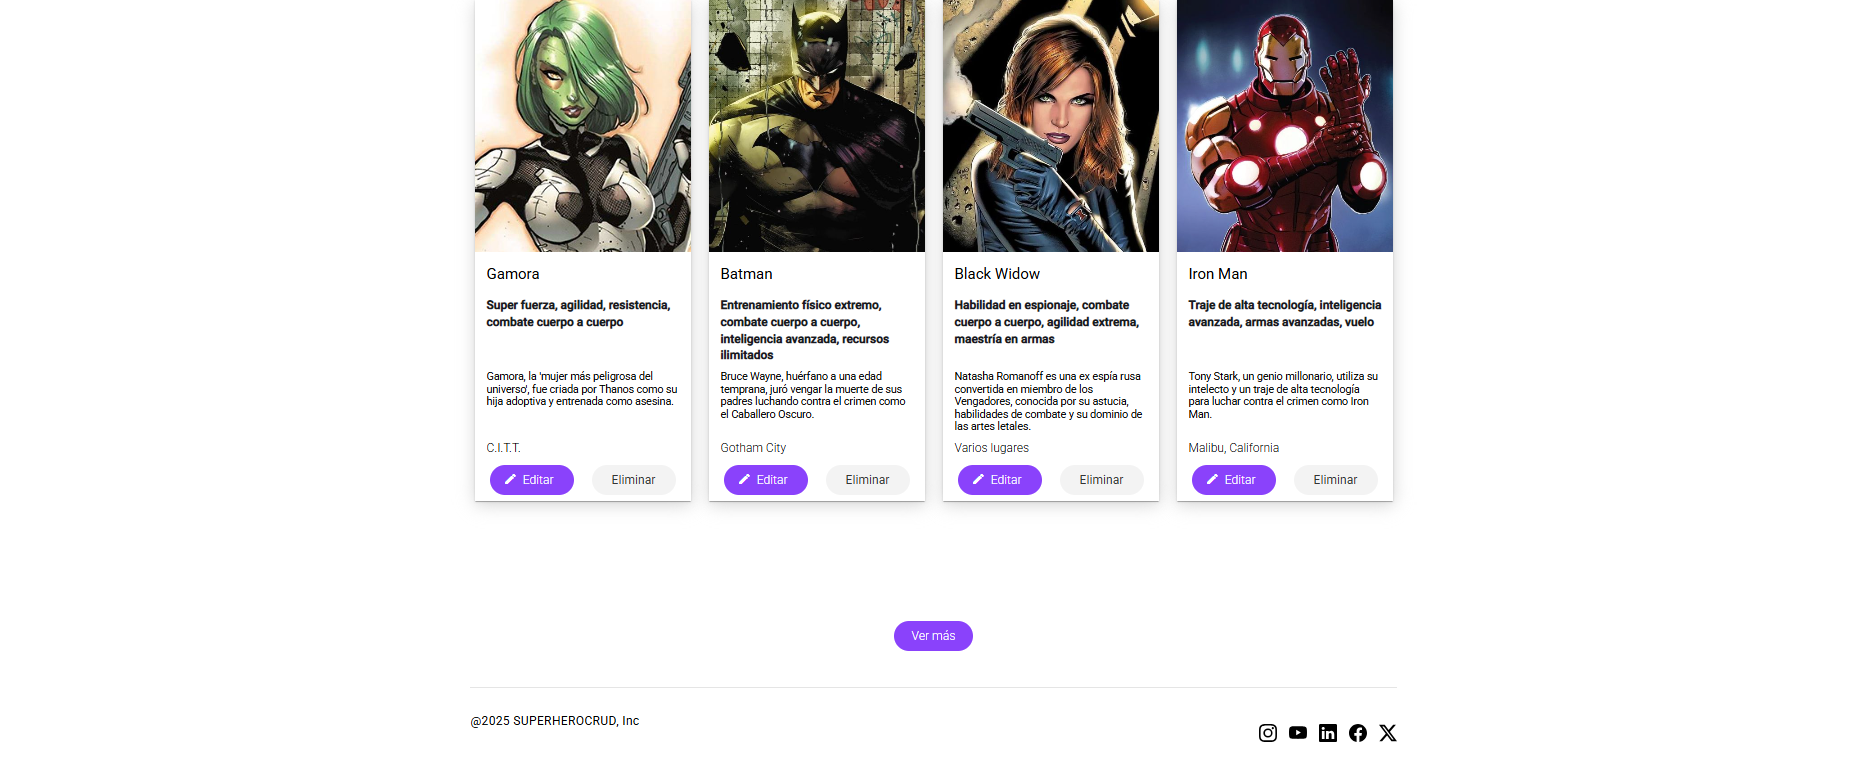 Gamora
Super fuerza, agilidad, resistencia,
combate cuerpo a cuerpo
Gamora, la 'mujer más peligrosa del
universo', fue criada por Thanos como su
hija adoptiva y entrenada como asesina.
C.I.T.T.
Editar
Eliminar
Batman
Entrenamiento físico extremo,
combate cuerpo a cuerpo,
inteligencia avanzada, recursos
ilimitados
Bruce Wayne, huérfano a una edad
temprana, juró vengar la muerte de sus
padres luchando contra el crimen como
el Caballero Oscuro.
Gotham City
Editar
Eliminar
Black Widow
Habilidad en espionaje, combate
cuerpo a cuerpo, agilidad extrema,
maestría en armas
Natasha Romanoff es una ex espía rusa
convertida en miembro de los
Vengadores, conocida por su astucia,
habilidades de combate y su dominio de
las artes letales.
Varios lugares
Editar
Eliminar
Iron Man
Traje de alta tecnología, inteligencia
avanzada, armas avanzadas, vuelo
Tony Stark, un genio millonario, utiliza su
intelecto y un traje de alta tecnología
para luchar contra el crimen como Iron
Man.
Malibu, California
Editar
Eliminar
Ver más
@2025 SUPERHEROCRUD, Inc